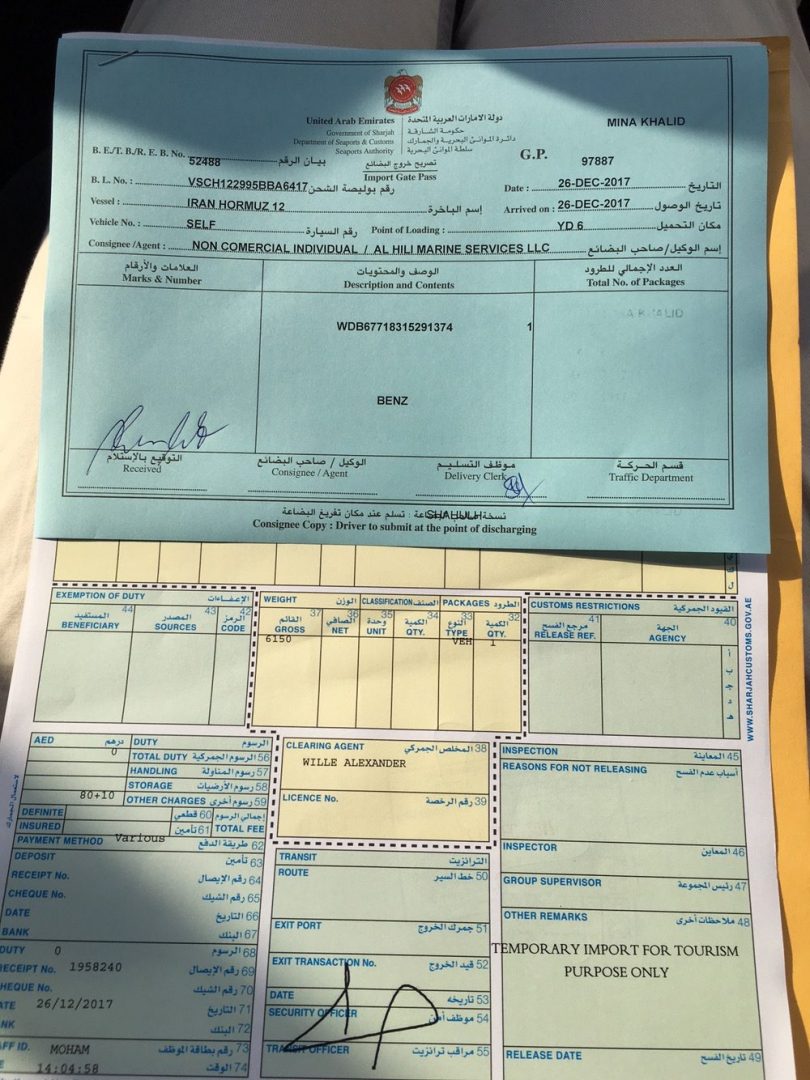 United Arab Emirates دولة الامارات العربية المتحدة
MINA KHALID
Government of Sharjah حكومة الشارقة
Department of Seaports & Customs دائرة الموانئ البحرية والجمارك
Seaports Authority سلطة الموانئ البحرية
B. E./T. B./R. E. B. No. 52488 بيان الرقم
تصريح خروج البضائع
Import Gate Pass
G.P. 97887
B. L. No.: VSCH122995BBA6417 رقم بوليصة الشحن
Date: 26-DEC-2017 التاريخ
Vessel: IRAN HORMUZ 12 إسم الباخرة
Arrived on: 26-DEC-2017 تاريخ الوصول
Vehicle No.: SELF رقم السيارة
Point of Loading: YD 6 مكان التحميل
Consignee/Agent: NON COMERCIAL INDIVIDUAL / AL HILI MARINE SERVICES LLC إسم الوكيل/صاحب البضائع
العلامات والأرقام
Marks & Number
الوصف والمحتويات
Description and Contents
العدد الإجمالي للطرود
Total No. of Packages
WDB67718315291374 1
BENZ
التوقيع بالإستلام
Received
الوكيل / صاحب البضائع
Consignee / Agent
موظف التسليم
Delivery Clerk
قسم الحركة
Traffic Department
SHAHULH
تسلم عند مكان تفريغ البضاعة
Consignee Copy : Driver to submit at the point of discharging
EXEMPTION OF DUTY الإعفاءات
المستفيد 44
BENEFICIARY
المصدر 43
SOURCES
الرمز 42
CODE
WEIGHT الوزن
CLASSIFICATION الصنف
PACKAGES الطرود
القائم 37
GROSS
6150
الصافي 36
NET
وحدة 35
UNIT
الكمية 34
QTY.
النوع 33
TYPE
VEH
الكمية 32
QTY.
1
CUSTOMS RESTRICTIONS القيود الجمركية
مرجع الفسح 41
RELEASE REF.
الجهة 40
AGENCY
WWW.SHARJAHCUSTOMS.GOV.AE
AED درهم
0
DUTY الرسوم
TOTAL DUTY الرسوم الجمركية 56
HANDLING رسوم المناولة 57
STORAGE رسوم الأرضيات 58
80+10
OTHER CHARGES رسوم أخرى 59
DEFINITE قطعي 60
إجمالي الرسوم
INSURED تأمين 61
TOTAL FEE
PAYMENT METHOD Various طريقة الدفع 62
DEPOSIT تأمين 63
RECEIPT No. رقم الإيصال 64
CHEQUE No. رقم الشيك 65
DATE التاريخ 66
BANK البنك 67
DUTY 0 الرسوم 68
RECEIPT No. 1958240 رقم الإيصال 69
HEQUE No. رقم الشيك 70
ATE 26/12/2017 التاريخ 71
NK البنك 72
AFF ID. MOHAM رقم بطاقة الموظف 73
E 14:04:58 الوقت 74
CLEARING AGENT المخلص الجمركي 38
WILLE ALEXANDER
LICENCE No. رقم الرخصة 39
TRANSIT الترانزيت
ROUTE خط السير 50
EXIT PORT جمرك الخروج 51
EXIT TRANSACTION No. قيد الخروج 52
DATE تاريخه 53
SECURITY OFFICER موظف أمن 54
TRANSIT OFFICER مراقب ترانزيت 55
INSPECTION المعاينة 45
REASONS FOR NOT RELEASING أسباب عدم الفسح
INSPECTOR المعاين 46
GROUP SUPERVISOR رئيس المجموعة 47
OTHER REMARKS ملاحظات أخرى 48
TEMPORARY IMPORT FOR TOURISM
PURPOSE ONLY
RELEASE DATE تاريخ الفسح 49